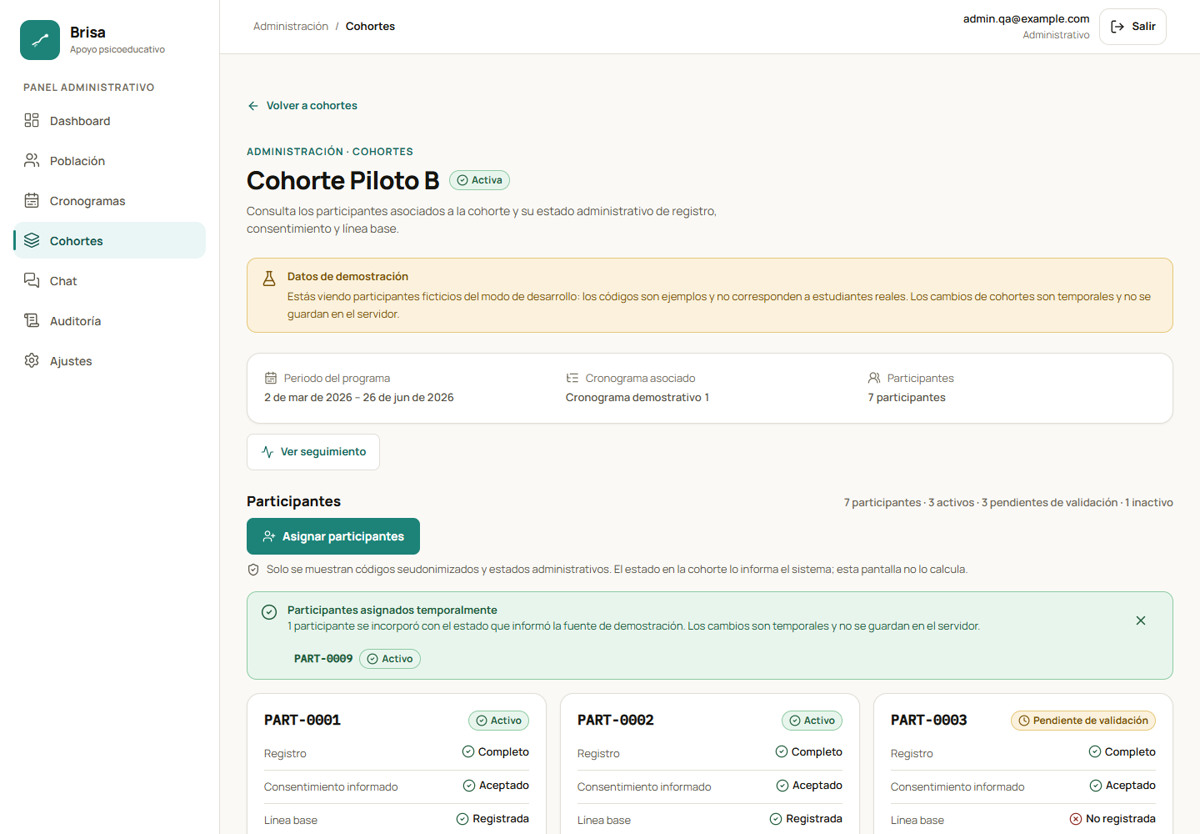 Brisa
Apoyo psicoeducativo
PANEL ADMINISTRATIVO
Dashboard
Población
Cronogramas
Cohortes
Chat
Auditoría
Ajustes
Administración / Cohortes
admin.qa@example.com
Administrativo
Salir
Volver a cohortes
ADMINISTRACIÓN · COHORTES
Cohorte Piloto B Activa
Consulta los participantes asociados a la cohorte y su estado administrativo de registro,
consentimiento y línea base.
Datos de demostración
Estás viendo participantes ficticios del modo de desarrollo: los códigos son ejemplos y no corresponden a estudiantes reales. Los cambios de cohortes son temporales y no se
guardan en el servidor.
Periodo del programa
2 de mar de 2026 – 26 de jun de 2026
Cronograma asociado
Cronograma demostrativo 1
Participantes
7 participantes
Ver seguimiento
Participantes
7 participantes · 3 activos · 3 pendientes de validación · 1 inactivo
Asignar participantes
Solo se muestran códigos seudonimizados y estados administrativos. El estado en la cohorte lo informa el sistema; esta pantalla no lo calcula.
Participantes asignados temporalmente
1 participante se incorporó con el estado que informó la fuente de demostración. Los cambios son temporales y no se guardan en el servidor.
PART-0009 Activo
PART-0001 Activo
Registro Completo
Consentimiento informado Aceptado
Línea base Registrada
PART-0002 Activo
Registro Completo
Consentimiento informado Aceptado
Línea base Registrada
PART-0003 Pendiente de validación
Registro Completo
Consentimiento informado Aceptado
Línea base No registrada